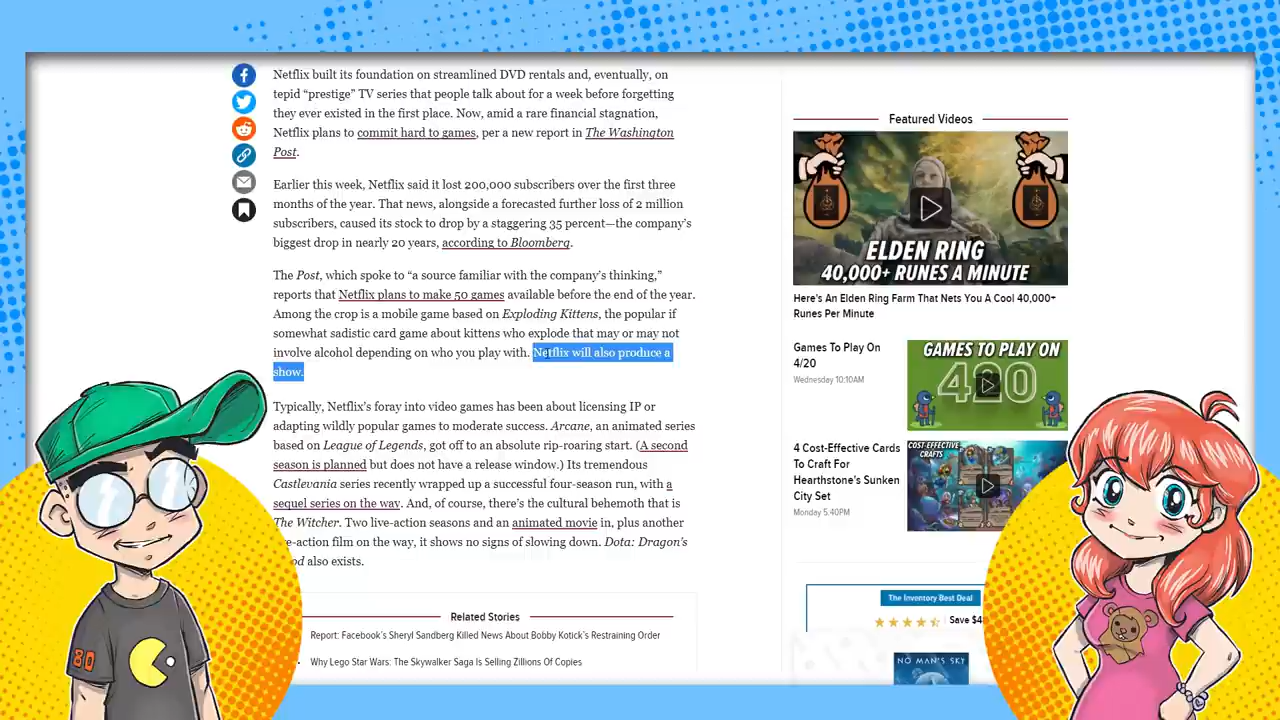 Netflix built its foundation on streamlined DVD rentals and, eventually, on
tepid “prestige” TV series that people talk about for a week before forgetting
they ever existed in the first place. Now, amid a rare financial stagnation,
Netflix plans to commit hard to games, per a new report in The Washington
Post.
Earlier this week, Netflix said it lost 200,000 subscribers over the first three
months of the year. That news, alongside a forecasted further loss of 2 million
subscribers, caused its stock to drop by a staggering 35 percent—the company’s
biggest drop in nearly 20 years, according to Bloomberg.
The Post, which spoke to “a source familiar with the company’s thinking,”
reports that Netflix plans to make 50 games available before the end of the year.
Among the crop is a mobile game based on Exploding Kittens, the popular if
somewhat sadistic card game about kittens who explode that may or may not
involve alcohol depending on who you play with. Netflix will also produce a
show.
Typically, Netflix’s foray into video games has been about licensing IP or
adapting wildly popular games to moderate success. Arcane, an animated series
based on League of Legends, got off to an absolute rip-roaring start. (A second
season is planned but does not have a release window.) Its tremendous
Castlevania series recently wrapped up a successful four-season run, with a
sequel series on the way. And, of course, there’s the cultural behemoth that is
The Witcher. Two live-action seasons and an animated movie in, plus another
ve-action film on the way, it shows no signs of slowing down. Dota: Dragon’s
od also exists.
Related Stories
Report: Facebook’s Sheryl Sandberg Killed News About Bobby Kotick’s Restraining Order
Why Lego Star Wars: The Skywalker Saga Is Selling Zillions Of Copies
Featured Videos
ELDEN RING
40,000+ RUNES A MINUTE
Here’s An Elden Ring Farm That Nets You A Cool 40,000+
Runes Per Minute
Games To Play On
4/20
Wednesday 10:10AM
GAMES TO PLAY ON
420
4 Cost-Effective Cards
To Craft For
Hearthstone’s Sunken
City Set
Monday 5:40PM
COST-EFFECTIVE
CRAFTS
The Inventory Best Deal
Save $4
NO MAN’S SKY
80